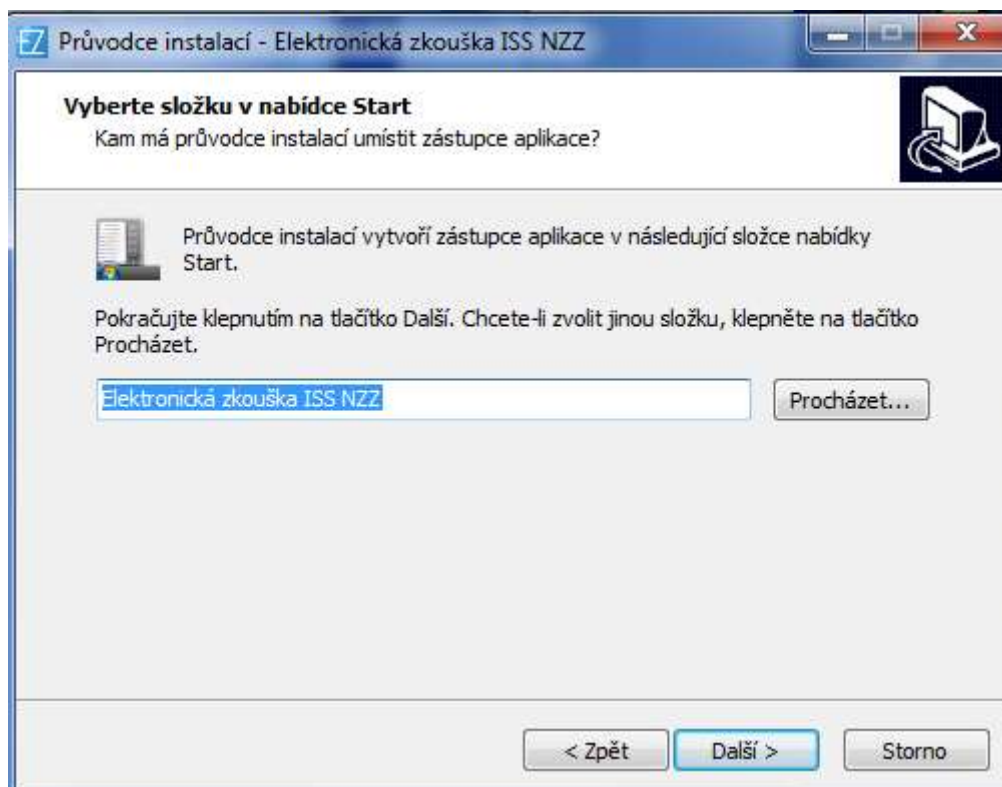 EZ Průvodce instalací - Elektronická zkouška ISS NZZ
Vyberte složku v nabídce Start
Kam má průvodce instalací umístit zástupce aplikace?
Průvodce instalací vytvoří zástupce aplikace v následující složce nabídky
Start.
Pokračujte klepnutím na tlačítko Další. Chcete-li zvolit jinou složku, klepněte na tlačítko
Procházet.
Elektronická zkouška ISS NZZ
Procházet...
< Zpět
Další >
Storno